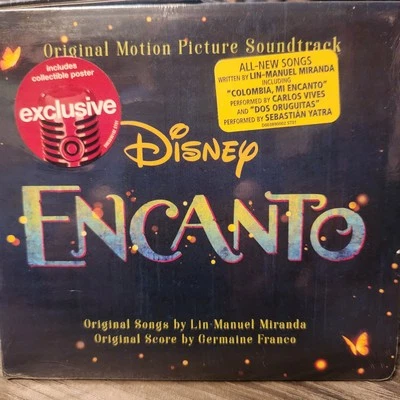 Original Motion Picture Soundtrack
includes
collectible poster
exclusive
ALL-NEW SONGS
WRITTEN BY LIN-MANUEL MIRANDA
INCLUDING
"COLOMBIA, MI ENCANTO"
PERFORMED BY CARLOS VIVES
AND "DOS ORUGUITAS"
PERFORMED BY SEBASTIÁN YATRA
DISNEY
ENCANTO
Original Songs by Lin-Manuel Miranda
Original Score by Germaine Franco